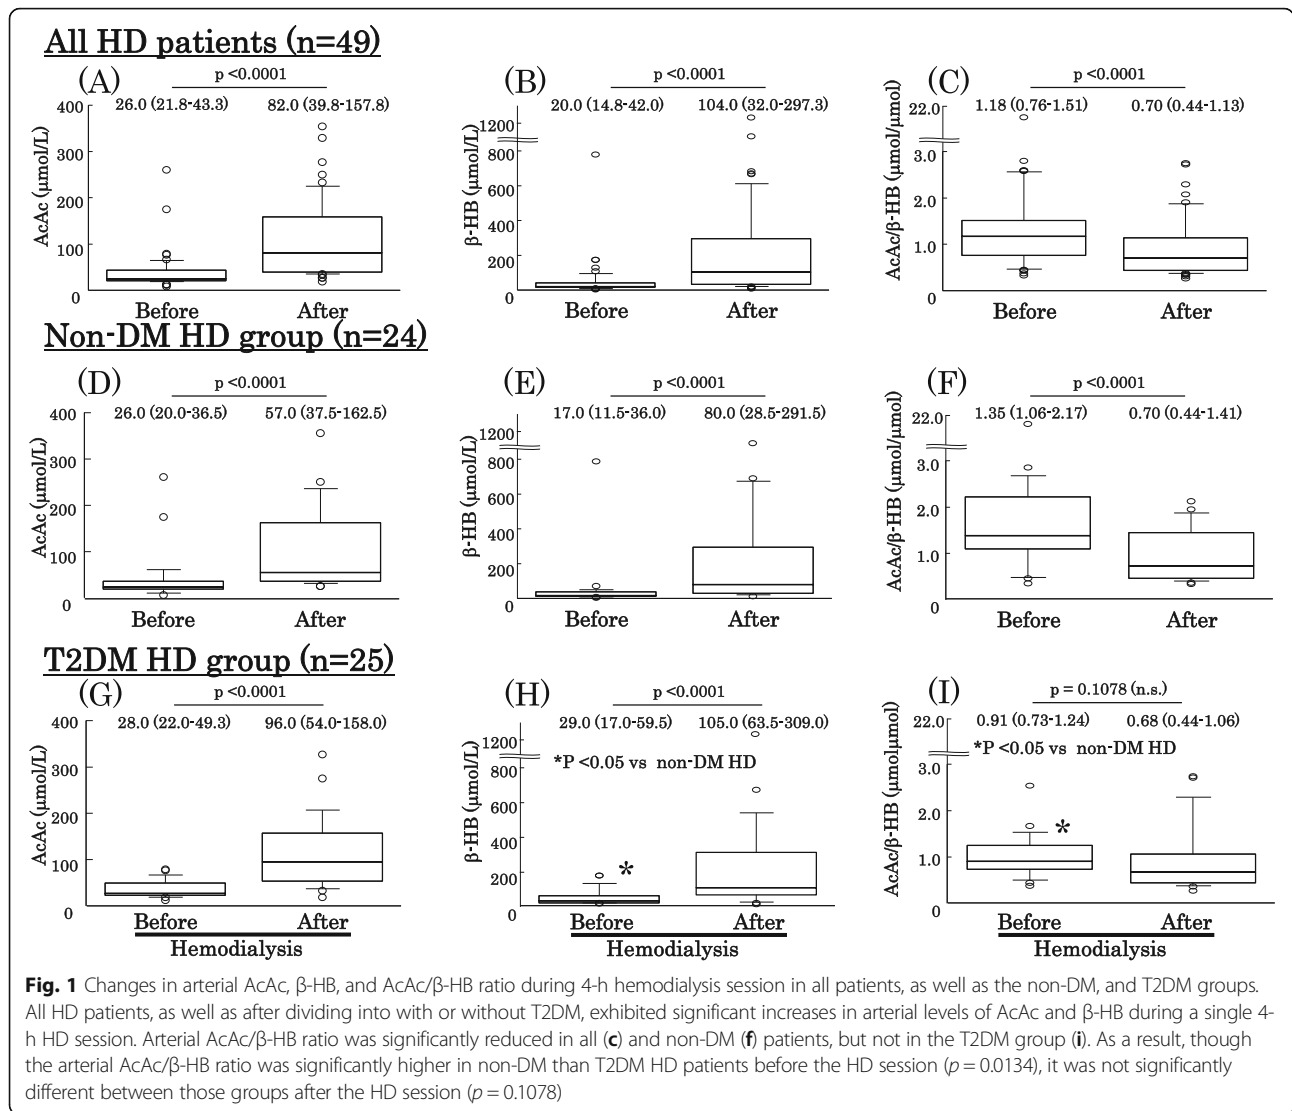 All HD patients (n=49)
(A)
p <0.0001
26.0 (21.8-43.3) 82.0 (39.8-157.8)
400
300
200
100
0
AcAc (μmol/L)
Before After
(B)
p <0.0001
20.0 (14.8-42.0) 104.0 (32.0-297.3)
1200
800
600
400
200
0
β-HB (μmol/L)
Before After
(C)
p <0.0001
1.18 (0.76-1.51) 0.70 (0.44-1.13)
22.0
3.0
2.0
1.0
0
AcAc/β-HB (μmol/μmol)
Before After
Non-DM HD group (n=24)
(D)
p <0.0001
26.0 (20.0-36.5) 57.0 (37.5-162.5)
400
300
200
100
0
AcAc (μmol/L)
Before After
(E)
p <0.0001
17.0 (11.5-36.0) 80.0 (28.5-291.5)
1200
800
600
400
200
0
β-HB (μmol/L)
Before After
(F)
p <0.0001
1.35 (1.06-2.17) 0.70 (0.44-1.41)
22.0
3.0
2.0
1.0
0
AcAc/β-HB (μmol/μmol)
Before After
T2DM HD group (n=25)
(G)
p <0.0001
28.0 (22.0-49.3) 96.0 (54.0-158.0)
400
300
200
100
0
AcAc (μmol/L)
Before After
Hemodialysis
(H)
p <0.0001
29.0 (17.0-59.5) 105.0 (63.5-309.0)
*P <0.05 vs non-DM HD
1200
800
600
400
200
0
β-HB (μmol/L)
*
Before After
Hemodialysis
(I)
p = 0.1078 (n.s.)
0.91 (0.73-1.24) 0.68 (0.44-1.06)
*P <0.05 vs non-DM HD
22.0
3.0
2.0
1.0
0
AcAc/β-HB (μmolμmol)
*
Before After
Hemodialysis
Fig. 1 Changes in arterial AcAc, β-HB, and AcAc/β-HB ratio during 4-h hemodialysis session in all patients, as well as the non-DM, and T2DM groups.
All HD patients, as well as after dividing into with or without T2DM, exhibited significant increases in arterial levels of AcAc and β-HB during a single 4-
h HD session. Arterial AcAc/β-HB ratio was significantly reduced in all (c) and non-DM (f) patients, but not in the T2DM group (i). As a result, though
the arterial AcAc/β-HB ratio was significantly higher in non-DM than T2DM HD patients before the HD session (p = 0.0134), it was not significantly
different between those groups after the HD session (p = 0.1078)